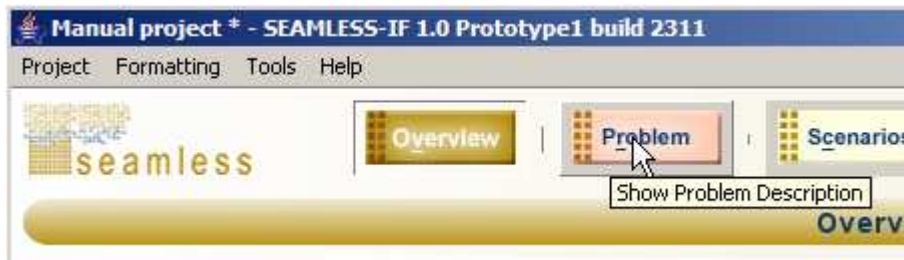 Manual project * - SEAMLESS-IF 1.0 Prototype1 build 2311
Project Formatting Tools Help
seamless
Overview Problem Scenarios
Show Problem Description
Overv